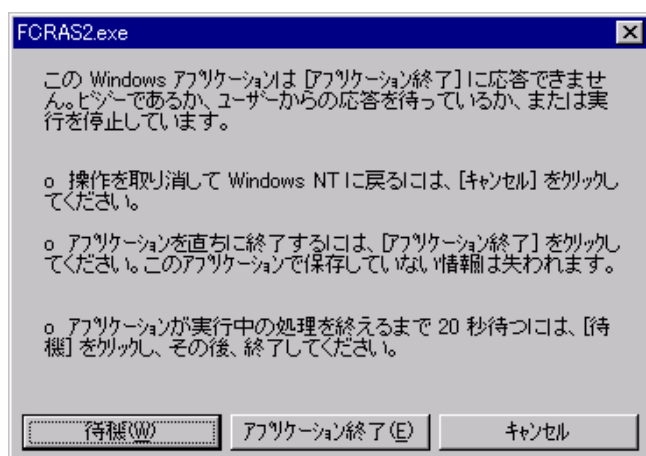 FCRAS2.exe
この Windows ｱﾌﾟﾘｹｰｼｮﾝは [ｱﾌﾟﾘｹｰｼｮﾝ終了] に応答できませ
ん。ﾋﾞｼﾞｰであるか、ﾕｰｻﾞｰからの応答を待っているか、または実
行を停止しています。
o 操作を取り消して Windows NT に戻るには、[ｷｬﾝｾﾙ] をｸﾘｯｸし
てください。
o ｱﾌﾟﾘｹｰｼｮﾝを直ちに終了するには、[ｱﾌﾟﾘｹｰｼｮﾝ終了] をｸﾘｯｸし
てください。このｱﾌﾟﾘｹｰｼｮﾝで保存していない情報は失われます。
o ｱﾌﾟﾘｹｰｼｮﾝが実行中の処理を終えるまで 20 秒待つには、[待
機] をｸﾘｯｸし、その後、終了してください。
待機(W) ｱﾌﾟﾘｹｰｼｮﾝ終了(E) ｷｬﾝｾﾙ